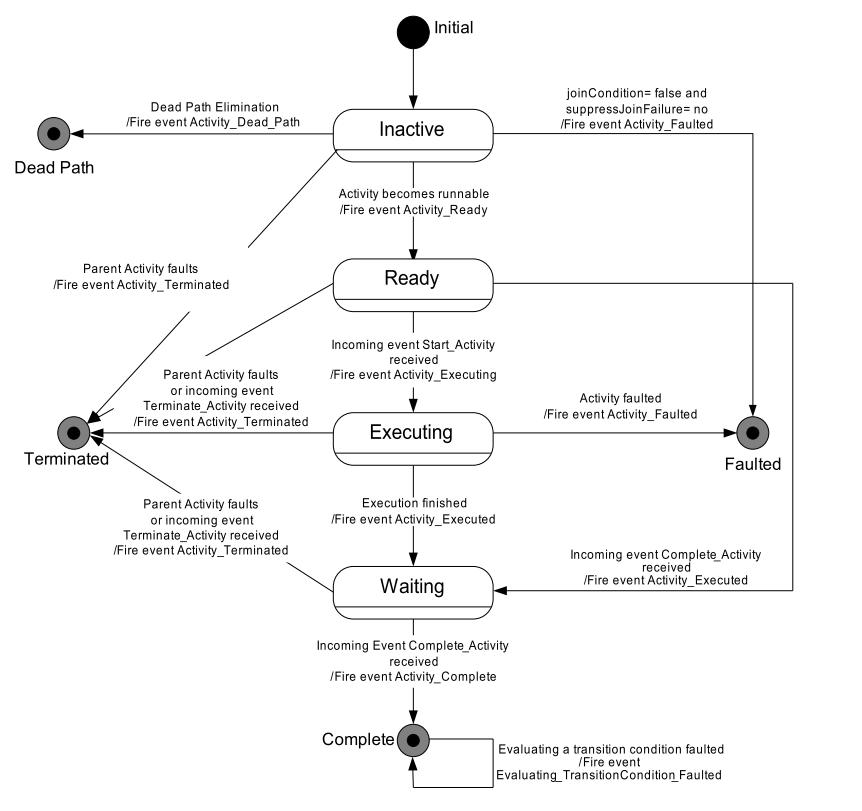 Initial
Dead Path Elimination
/Fire event Activity_Dead_Path
joinCondition= false and
suppressJoinFailure= no
/Fire event Activity_Faulted
Inactive
Dead Path
Activity becomes runnable
/Fire event Activity_Ready
Parent Activity faults
/Fire event Activity_Terminated
Ready
Incoming event Start_Activity
received
/Fire event Activity_Executing
Parent Activity faults
or incoming event
Terminate_Activity received
/Fire event Activity_Terminated
Activity faulted
/Fire event Activity_Faulted
Executing
Terminated
Faulted
Parent Activity faults
or incoming event
Terminate_Activity received
/Fire event Activity_Terminated
Execution finished
/Fire event Activity_Executed
Incoming event Complete_Activity
received
/Fire event Activity_Executed
Waiting
Incoming Event Complete_Activity
received
/Fire event Activity_Complete
Complete
Evaluating a transition condition faulted
/Fire event
Evaluating_TransitionCondition_Faulted